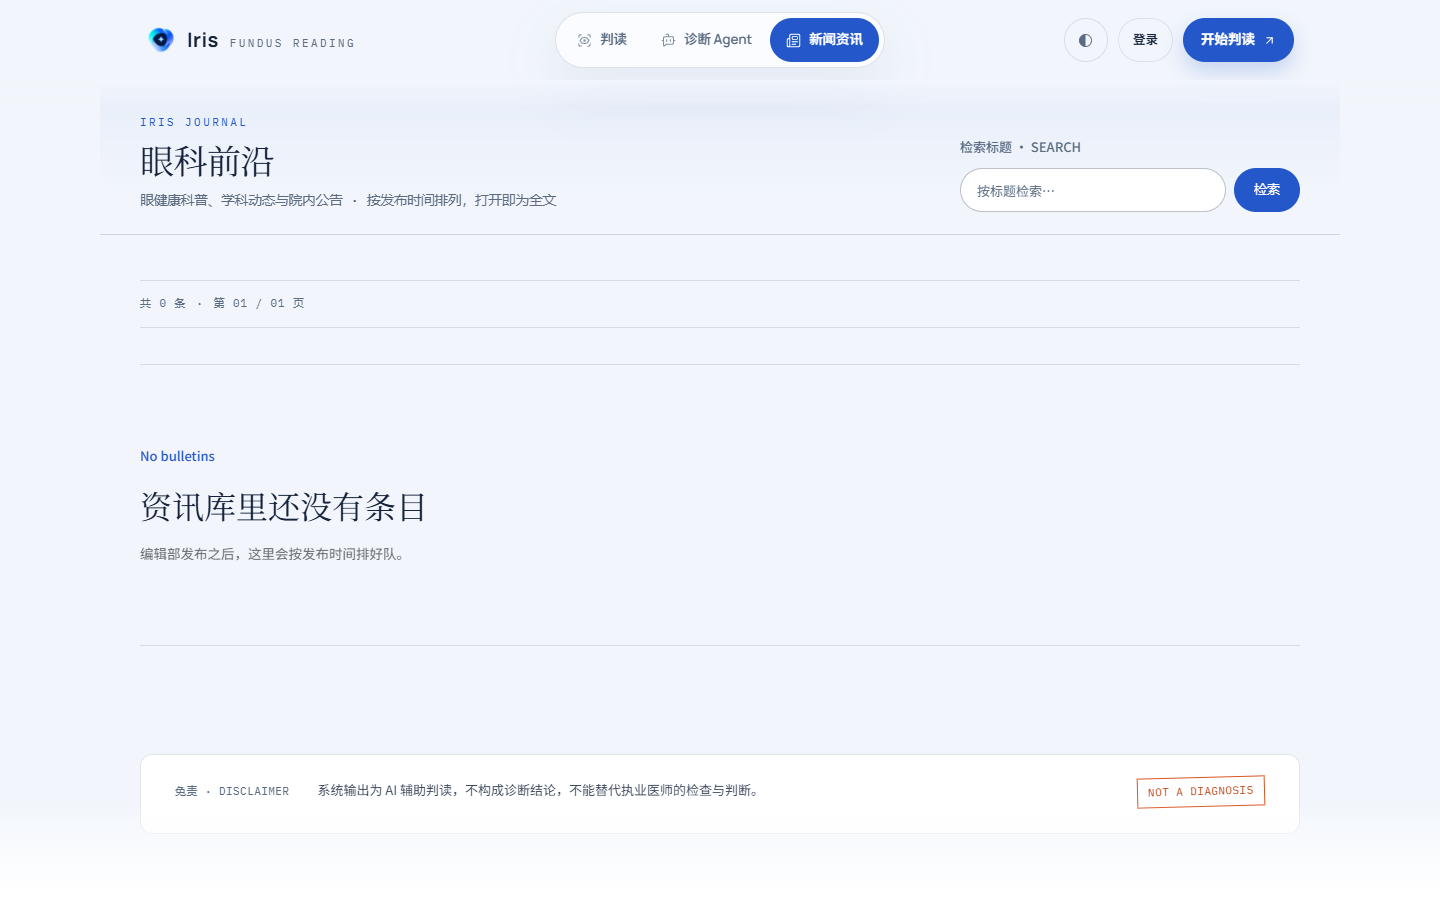 Iris FUNDUS READING
判读
诊断 Agent
新闻资讯
登录
开始判读
IRIS JOURNAL
眼科前沿
眼健康科普、学科动态与院内公告 · 按发布时间排列，打开即为全文
检索标题 · SEARCH
按标题检索…
检索
共 0 条 · 第 01 / 01 页
No bulletins
资讯库里还没有条目
编辑部发布之后，这里会按发布时间排好队。
免责 · DISCLAIMER
系统输出为 AI 辅助判读，不构成诊断结论，不能替代执业医师的检查与判断。
NOT A DIAGNOSIS